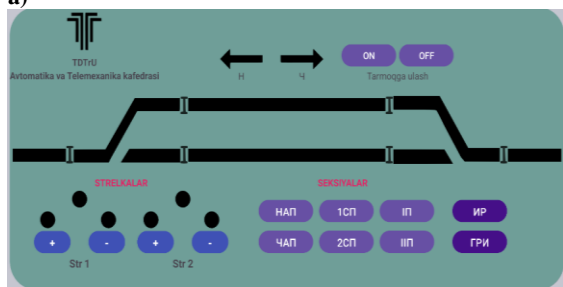 a)
TDTrU
Avtomatika va Telemexanika kafedrasi
Н Ч
ON OFF
Tarmoqga ulash
STRELKALAR SEKSIYALAR
НАП 1СП IП ИР
+ - + -
ЧАП 2СП IIП ГРИ
Str 1 Str 2